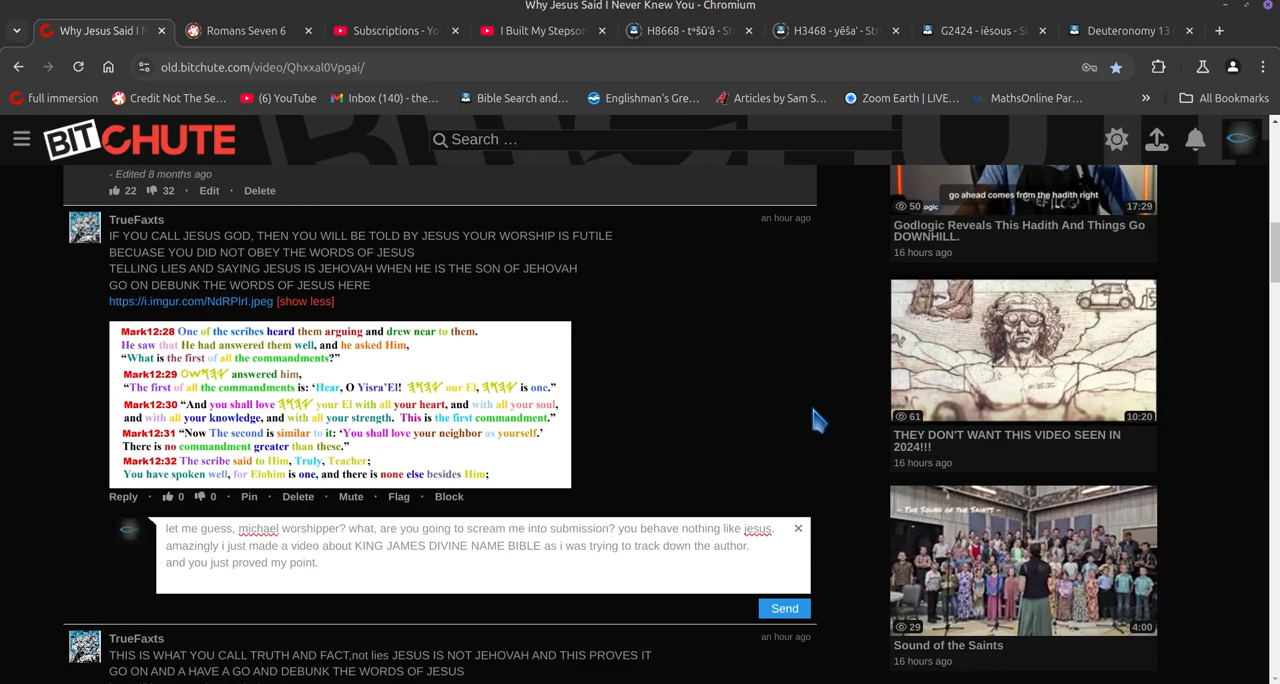 Why Jesus Said I Never Knew You - Chromium
Why Jesus Said I N
Romans Seven 6
Subscriptions - Yo
I Built My Stepson
H8668 - tᵊšûʿâ - St
H3468 - yēšaʿ - Str
G2424 - iēsous - S
Deuteronomy 13
old.bitchute.com/video/Qhxxal0Vpgai/
full immersion
Credit Not The Se...
(6) YouTube
Inbox (140) - the...
Bible Search and...
Englishman's Gre...
Articles by Sam S...
Zoom Earth | LIVE...
MathsOnline Par...
»
All Bookmarks
BITCHUTE
Search ...
- Edited 8 months ago
22 32 · Edit · Delete
TrueFaxts
an hour ago
IF YOU CALL JESUS GOD, THEN YOU WILL BE TOLD BY JESUS YOUR WORSHIP IS FUTILE
BECUASE YOU DID NOT OBEY THE WORDS OF JESUS
TELLING LIES AND SAYING JESUS IS JEHOVAH WHEN HE IS THE SON OF JEHOVAH
GO ON DEBUNK THE WORDS OF JESUS HERE
https://i.imgur.com/NdRPlrI.jpeg [show less]
Mark12:28 One of the scribes heard them arguing and drew near to them.
He saw that He had answered them well, and he asked Him,
“What is the first of all the commandments?”
Mark12:29 answered him,
“The first of all the commandments is: ‘Hear, O Yisra’El! 𐤉𐤄𐤅𐤄 our El, 𐤉𐤄𐤅𐤄 is one.”
Mark12:30 “And you shall love 𐤉𐤄𐤅𐤄 your El with all your heart, and with all your soul,
and with all your knowledge, and with all your strength. This is the first commandment.”
Mark12:31 “Now The second is similar to it: ‘You shall love your neighbor as yourself.’
There is no commandment greater than these.”
Mark12:32 The scribe said to Him, Truly, Teacher;
You have spoken well, for Elohim is one, and there is none else besides Him;
Reply · 0 0 · Pin · Delete · Mute · Flag · Block
let me guess, michael worshipper? what, are you going to scream me into submission? you behave nothing like jesus.
amazingly i just made a video about KING JAMES DIVINE NAME BIBLE as i was trying to track down the author.
and you just proved my point.
Send
TrueFaxts
an hour ago
THIS IS WHAT YOU CALL TRUTH AND FACT,not lies JESUS IS NOT JEHOVAH AND THIS PROVES IT
GO ON AND A HAVE A GO AND DEBUNK THE WORDS OF JESUS
go ahead comes from the hadith right
50
17:29
Godlogic Reveals This Hadith And Things Go
DOWNHILL.
16 hours ago
61
10:20
THEY DON'T WANT THIS VIDEO SEEN IN
2024!!!
16 hours ago
- The SOUND of the SAINTS -
29
4:00
Sound of the Saints
16 hours ago